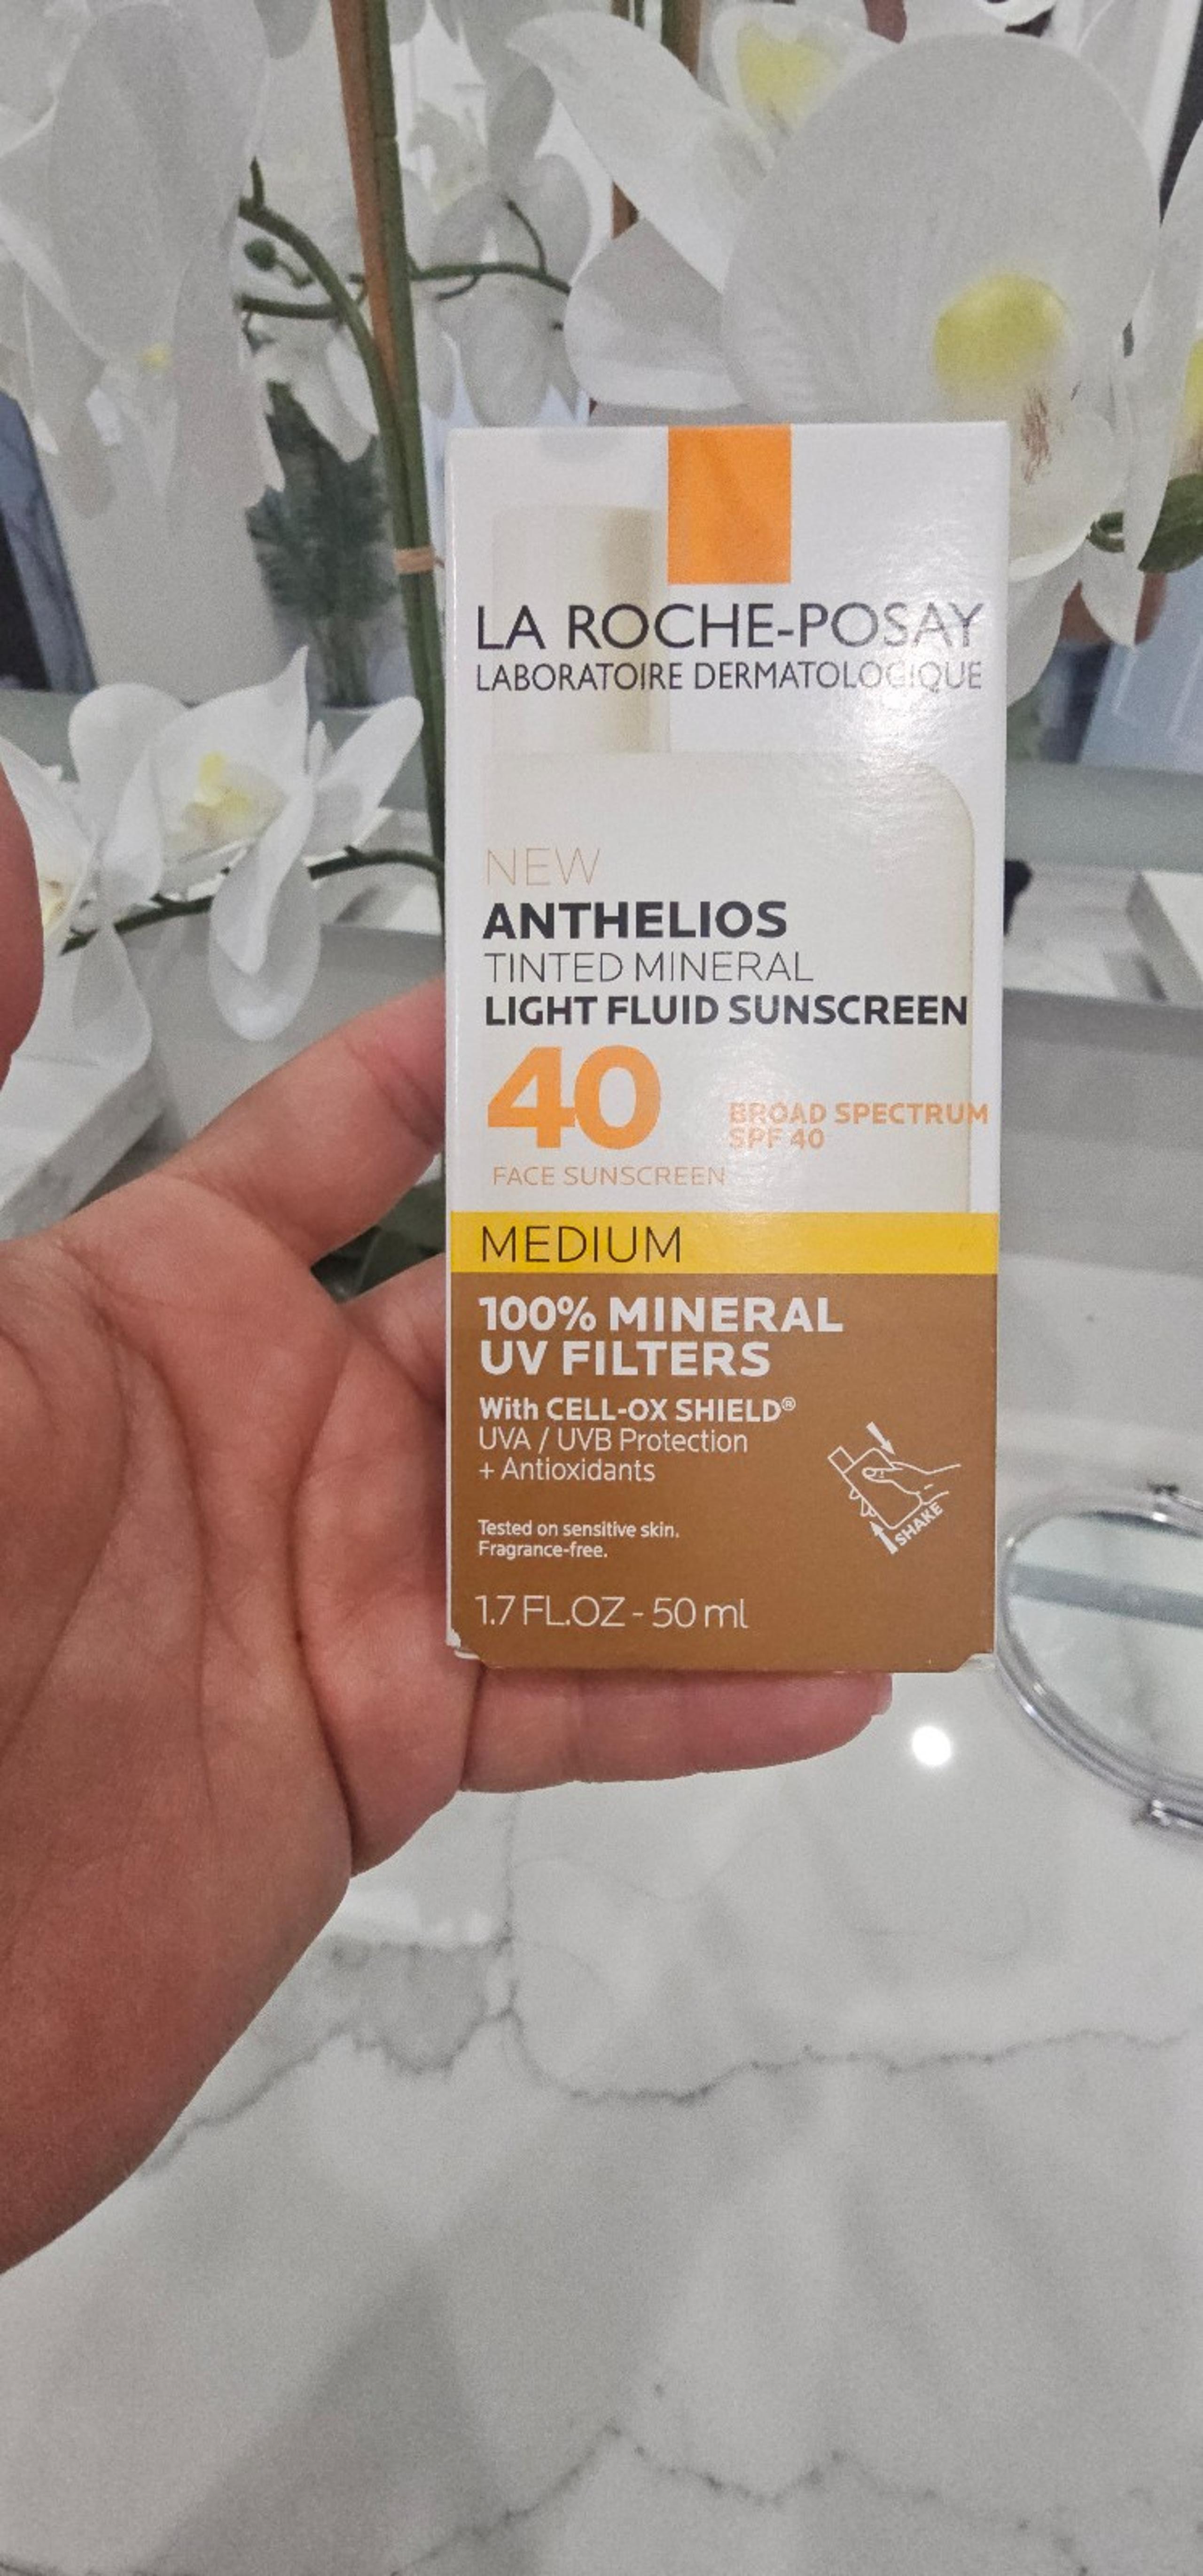 LA ROCHE-POSAY
LABORATOIRE DERMATOLOGIQUE
NEW
ANTHELIOS
TINTED MINERAL
LIGHT FLUID SUNSCREEN
40
BROAD SPECTRUM
SPF 40
FACE SUNSCREEN
MEDIUM
100% MINERAL
UV FILTERS
With CELL-OX SHIELD®
UVA / UVB Protection
+ Antioxidants
SHAKE
Tested on sensitive skin.
Fragrance-free.
1.7 FL.OZ - 50 ml